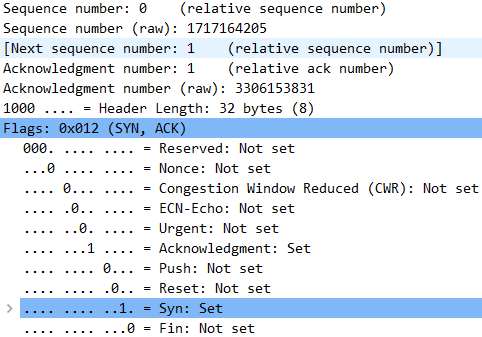 Sequence number: 0    (relative sequence number)
Sequence number (raw): 1717164205
[Next sequence number: 1    (relative sequence number)]
Acknowledgment number: 1    (relative ack number)
Acknowledgment number (raw): 3306153831
1000 .... = Header Length: 32 bytes (8)
Flags: 0x012 (SYN, ACK)
000. .... .... = Reserved: Not set
...0 .... .... = Nonce: Not set
.... 0... .... = Congestion Window Reduced (CWR): Not set
.... .0.. .... = ECN-Echo: Not set
.... ..0. .... = Urgent: Not set
.... ...1 .... = Acknowledgment: Set
.... .... 0... = Push: Not set
.... .... .0.. = Reset: Not set
.... .... ..1. = Syn: Set
.... .... ...0 = Fin: Not set